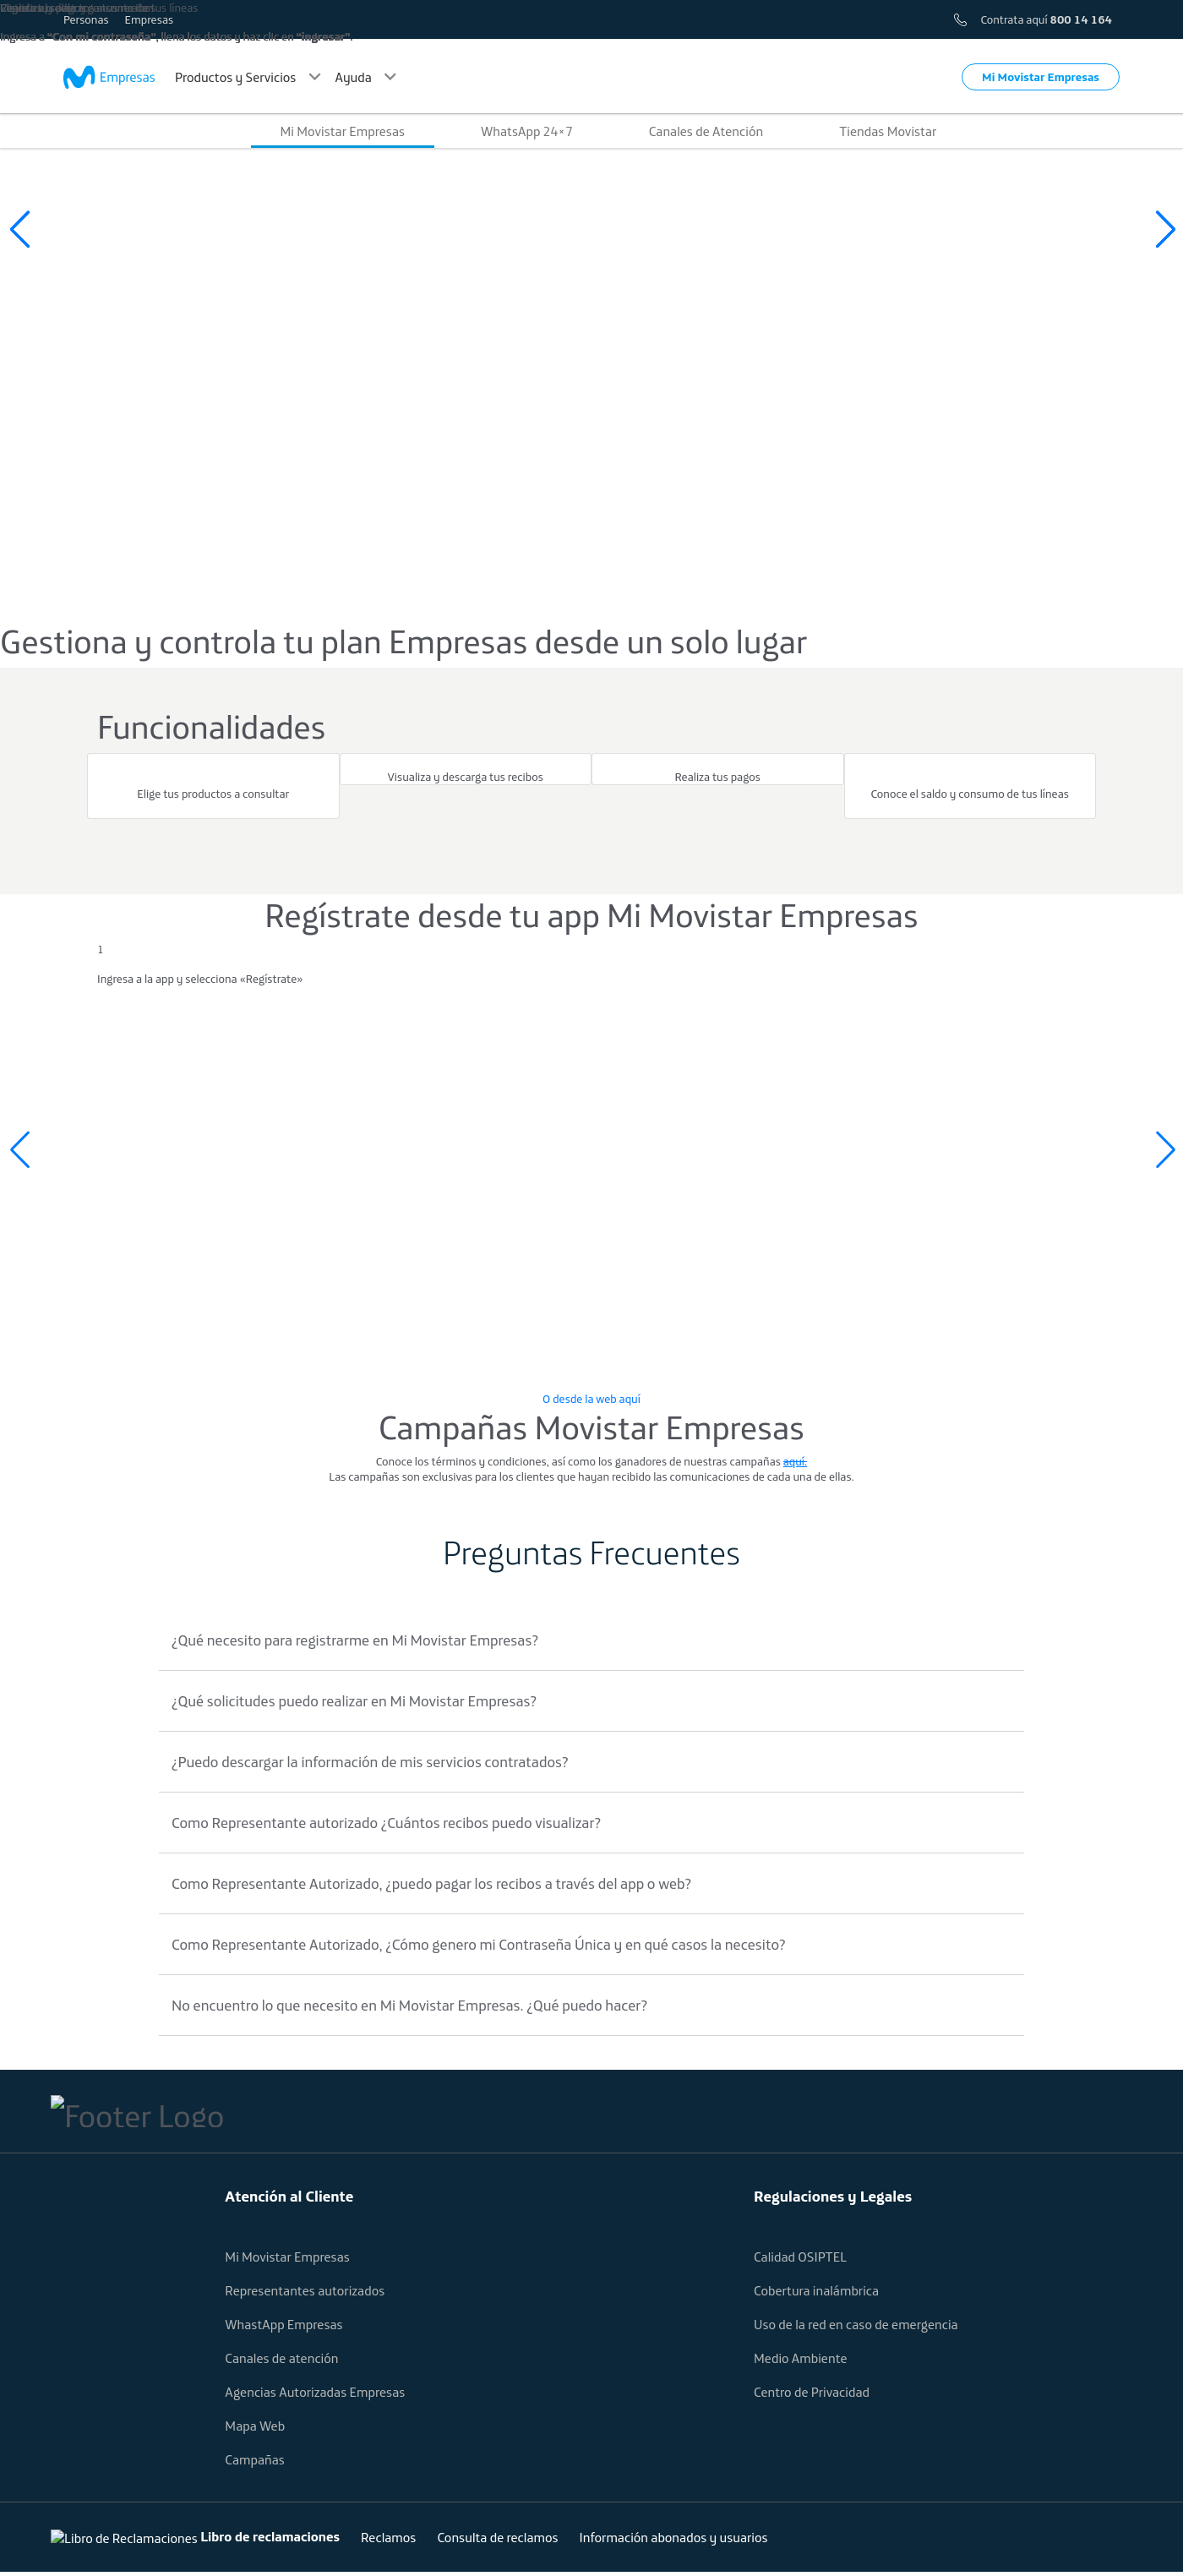 Personas Empresas
Contrata aquí 800 14 164
Ingresa a "Con mi contraseña", llena los datos y haz clic en "ingresar".
Empresas Productos y Servicios Ayuda
Mi Movistar Empresas
Mi Movistar Empresas WhatsApp 24×7 Canales de Atención Tiendas Movistar
Gestiona y controla tu plan Empresas desde un solo lugar
Funcionalidades
Elige tus productos a consultar
Visualiza y descarga tus recibos
Realiza tus pagos
Conoce el saldo y consumo de tus líneas
Regístrate desde tu app Mi Movistar Empresas
1
Ingresa a la app y selecciona «Regístrate»
O desde la web aquí
Campañas Movistar Empresas
Conoce los términos y condiciones, así como los ganadores de nuestras campañas aquí.
Las campañas son exclusivas para los clientes que hayan recibido las comunicaciones de cada una de ellas.
Preguntas Frecuentes
¿Qué necesito para registrarme en Mi Movistar Empresas?
¿Qué solicitudes puedo realizar en Mi Movistar Empresas?
¿Puedo descargar la información de mis servicios contratados?
Como Representante autorizado ¿Cuántos recibos puedo visualizar?
Como Representante Autorizado, ¿puedo pagar los recibos a través del app o web?
Como Representante Autorizado, ¿Cómo genero mi Contraseña Única y en qué casos la necesito?
No encuentro lo que necesito en Mi Movistar Empresas. ¿Qué puedo hacer?
Footer Logo
Atención al Cliente
Mi Movistar Empresas
Representantes autorizados
WhastApp Empresas
Canales de atención
Agencias Autorizadas Empresas
Mapa Web
Campañas
Regulaciones y Legales
Calidad OSIPTEL
Cobertura inalámbrica
Uso de la red en caso de emergencia
Medio Ambiente
Centro de Privacidad
Libro de Reclamaciones Libro de reclamaciones Reclamos Consulta de reclamos Información abonados y usuarios